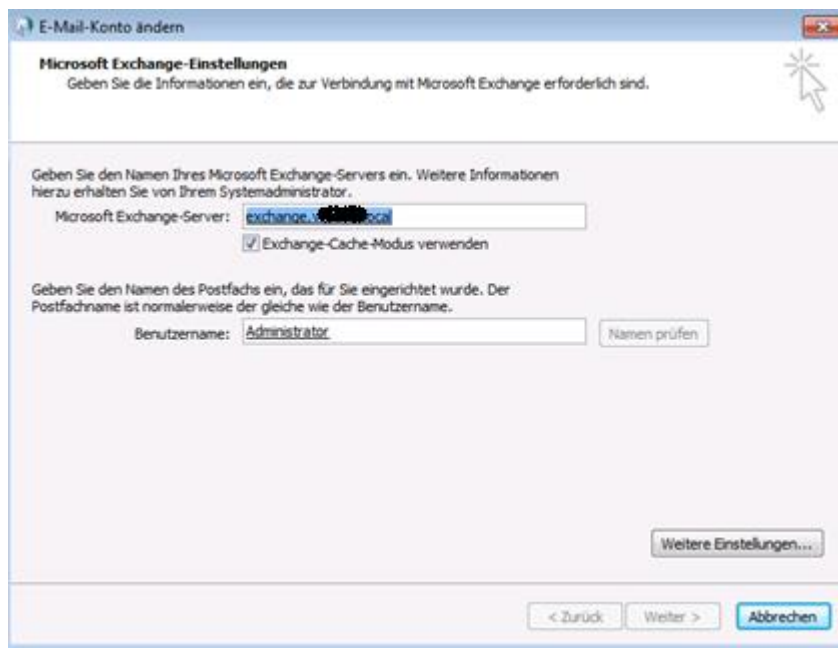 E-Mail-Konto ändern
Microsoft Exchange-Einstellungen
Geben Sie die Informationen ein, die zur Verbindung mit Microsoft Exchange erforderlich sind.
Geben Sie den Namen Ihres Microsoft Exchange-Servers ein. Weitere Informationen
hierzu erhalten Sie von Ihrem Systemadministrator.
Microsoft Exchange-Server: exchange.
Exchange-Cache-Modus verwenden
Geben Sie den Namen des Postfachs ein, das für Sie eingerichtet wurde. Der
Postfachname ist normalerweise der gleiche wie der Benutzername.
Benutzername: Administrator Namen prüfen
Weitere Einstellungen...
< Zurück Weiter > Abbrechen